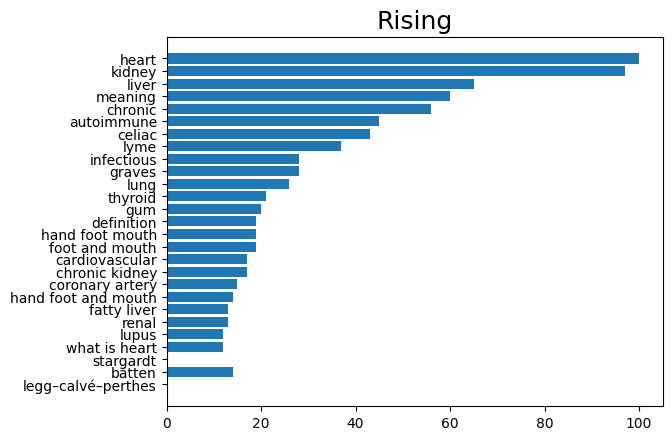 Rising
heart
kidney
liver
meaning
chronic
autoimmune
celiac
lyme
infectious
graves
lung
thyroid
gum
definition
hand foot mouth
foot and mouth
cardiovascular
chronic kidney
coronary artery
hand foot and mouth
fatty liver
renal
lupus
what is heart
stargardt
batten
legg–calvé–perthes
0 20 40 60 80 100